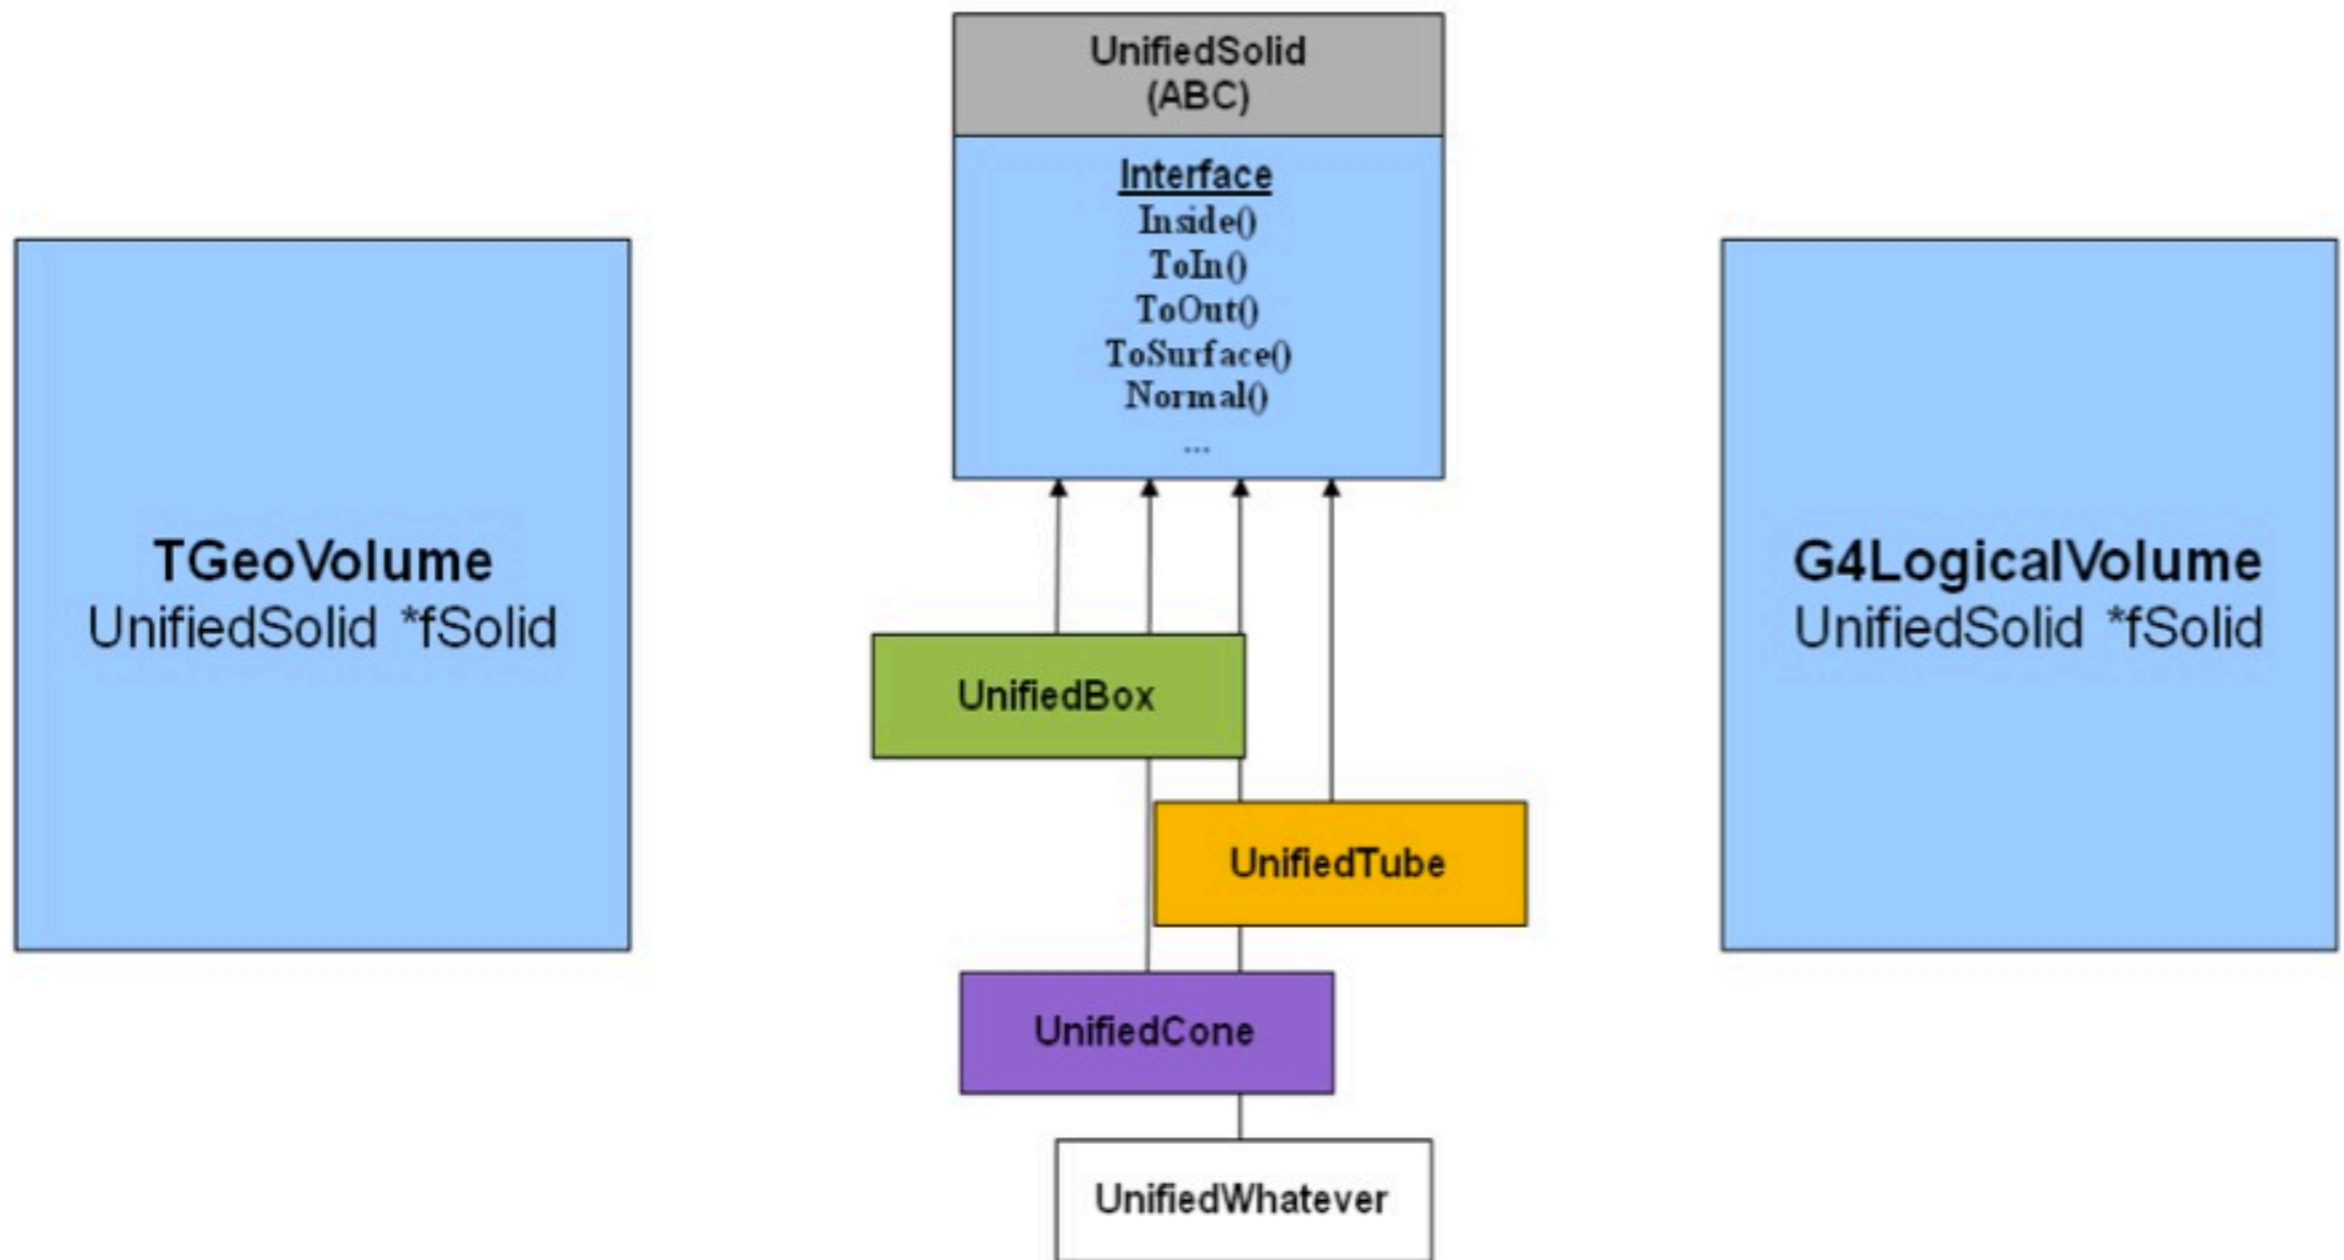 UnifiedSolid
(ABC)
Interface
Inside()
ToIn()
ToOut()
ToSurface()
Normal()
...
TGeoVolume
UnifiedSolid *fSolid
G4LogicalVolume
UnifiedSolid *fSolid
UnifiedBox
UnifiedTube
UnifiedCone
UnifiedWhatever